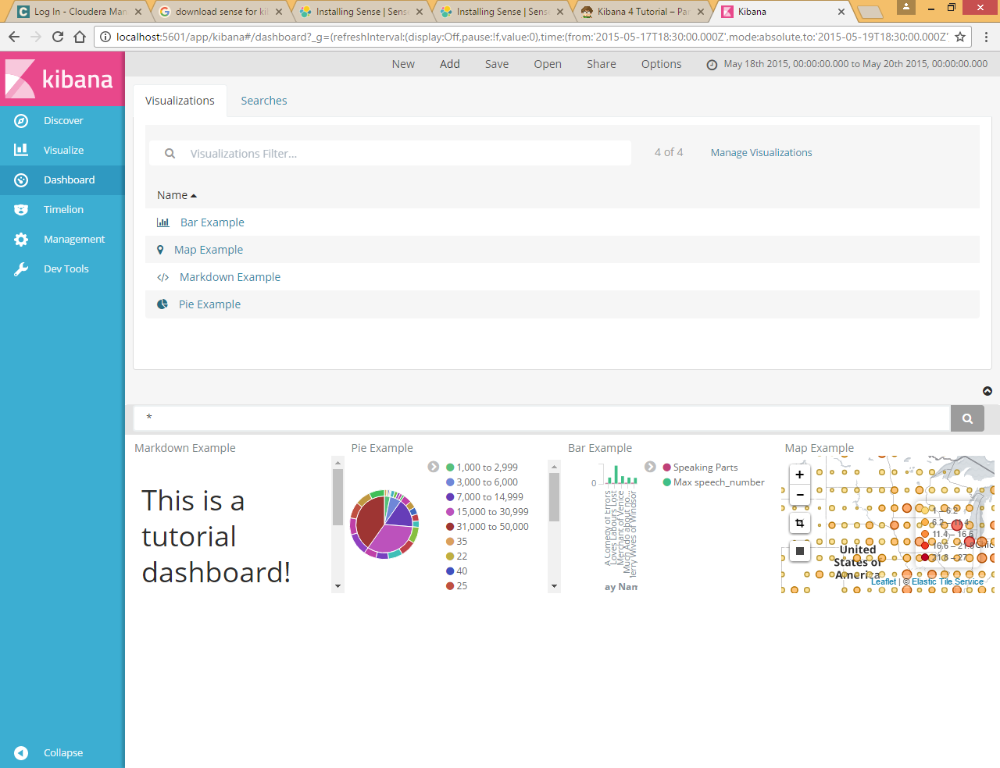 Log In - Cloudera Man
download sense for ki
Installing Sense | Sens
Installing Sense | Sens
Kibana 4 Tutorial – Pa
Kibana
localhost:5601/app/kibana#/dashboard?_g=(refreshInterval:(display:Off,pause:!f,value:0),time:(from:'2015-05-17T18:30:00.000Z',mode:absolute,to:'2015-05-19T18:30:00.000Z'
kibana
New Add Save Open Share Options May 18th 2015, 00:00:00.000 to May 20th 2015, 00:00:00.000
Discover
Visualize
Dashboard
Timelion
Management
Dev Tools
Collapse
Visualizations Searches
Visualizations Filter... 4 of 4 Manage Visualizations
Name
Bar Example
Map Example
Markdown Example
Pie Example
*
Markdown Example
This is a
tutorial
dashboard!
Pie Example
1,000 to 2,999
3,000 to 6,000
7,000 to 14,999
15,000 to 30,999
31,000 to 50,000
35
22
40
25
Bar Example
0
A Comedy of Errors
Loves Labours Lost
Merchant of Venice
Much Ado about no...
erry Wives of Windsor
ay Nam
Speaking Parts
Max speech_number
Map Example
+
−
1 – 6.2
6.2 – 11.4
11.4 – 16.6
16.6 – 21.8
21.8 – 27
United
States of
America
Leaflet | © Elastic Tile Service